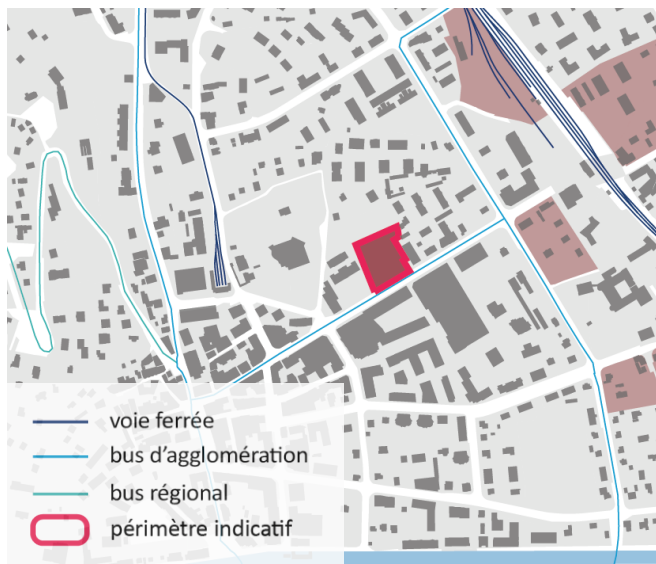 voie ferrée
bus d’agglomération
bus régional
périmètre indicatif